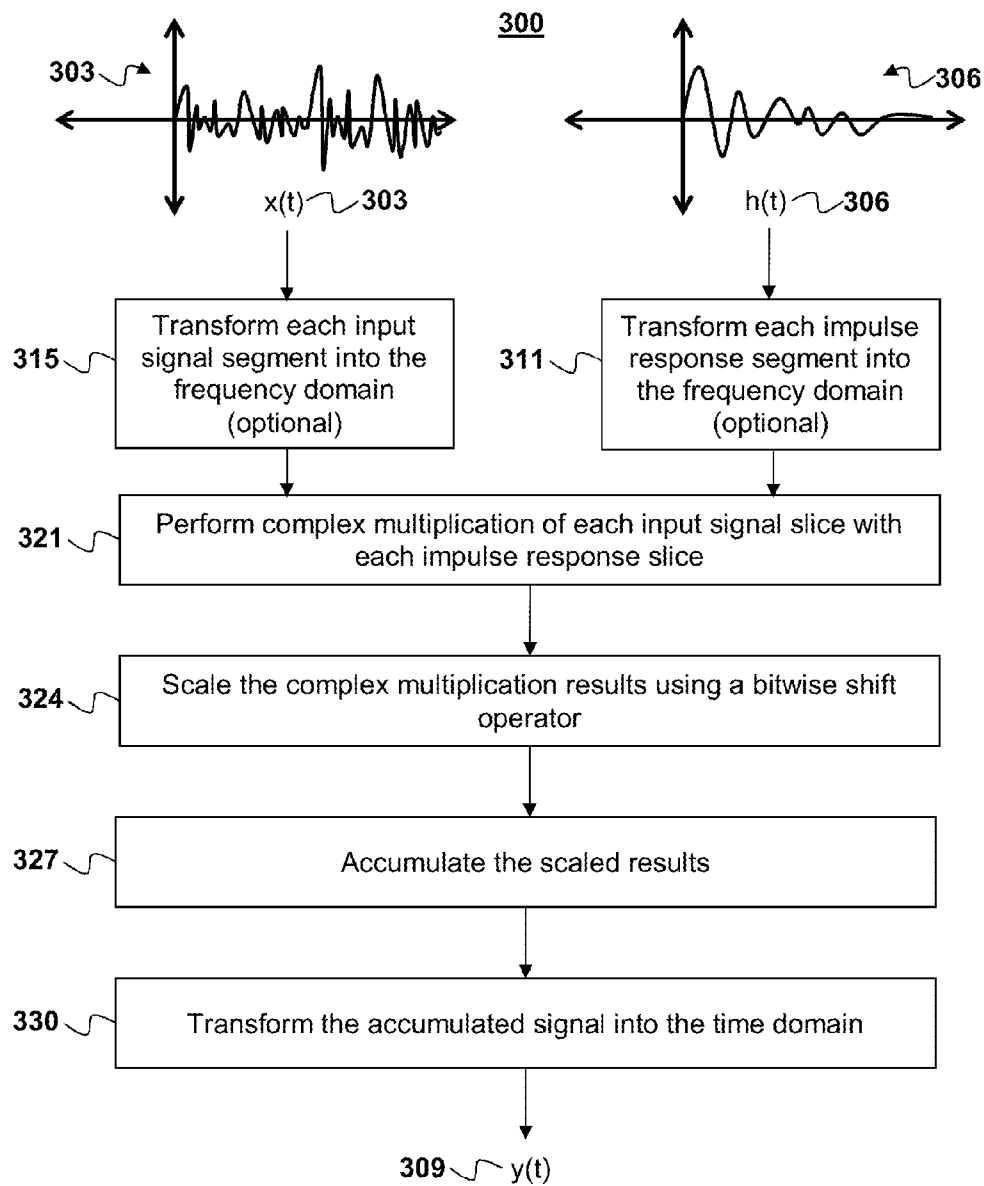 300
303
306
x(t) 303
h(t) 306
315
Transform each input
signal segment into the
frequency domain
(optional)
311
Transform each impulse
response segment into
the frequency domain
(optional)
321
Perform complex multiplication of each input signal slice with
each impulse response slice
324
Scale the complex multiplication results using a bitwise shift
operator
327
Accumulate the scaled results
330
Transform the accumulated signal into the time domain
309 y(t)